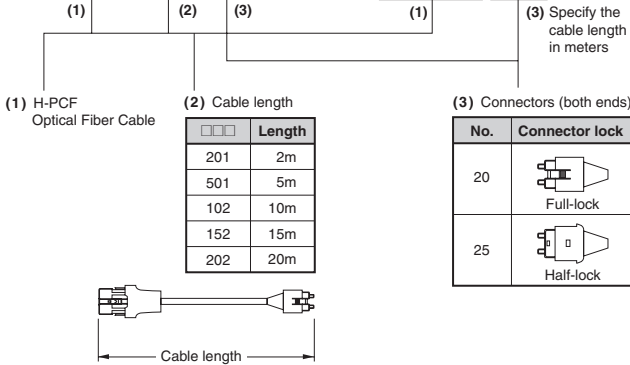 (1) (2) (3) (1) (3) Specify the
cable length
in meters
(1) H-PCF
Optical Fiber Cable
(2) Cable length
□□□ Length
201 2m
501 5m
102 10m
152 15m
202 20m
(3) Connectors (both ends)
No. Connector lock
20
Full-lock
25
Half-lock
Cable length